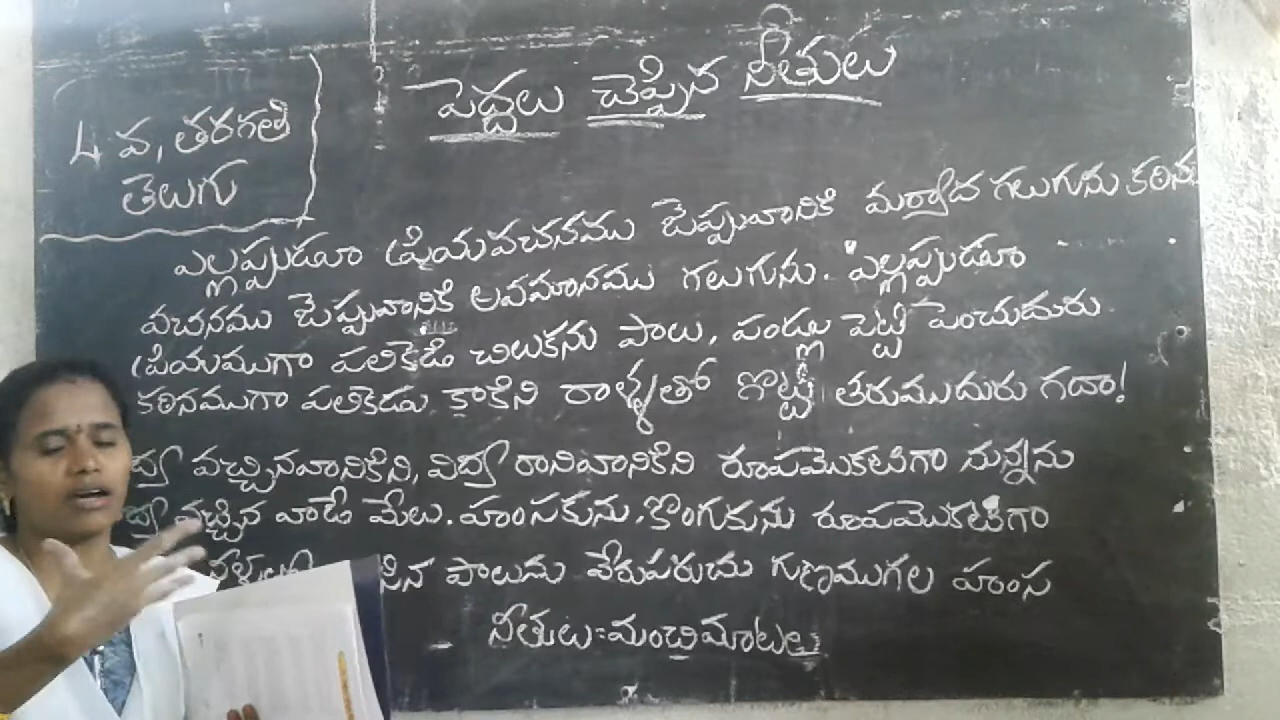 పెద్దలు చెప్పిన నీతులు
4 వ, తరగతి
తెలుగు
ఎల్లప్పుడూ ప్రియవచనము జెప్పువానికి మర్యాద గలుగును కఠిన
వచనము జెప్పువానికి అవమానము గలుగును. ఎల్లప్పుడూ
ప్రియముగా పలికెడి చిలుకను పాలు, పండ్లు పెట్టి పెంచుదురు
కఠినముగా పలికెడు కాకిని రాళ్ళతో గొట్టి తరుముదురు గదా!
వచ్చినవానికిని, విద్య రానివానికిని రూపమొకటిగా నున్నను
వచ్చిన వాడే మేలు. హంసకును, కొంగకును రూపమొకటిగా
పాలును వేరుపరుచు గుణముగల హంస
నీతులు=మంచిమాటలు